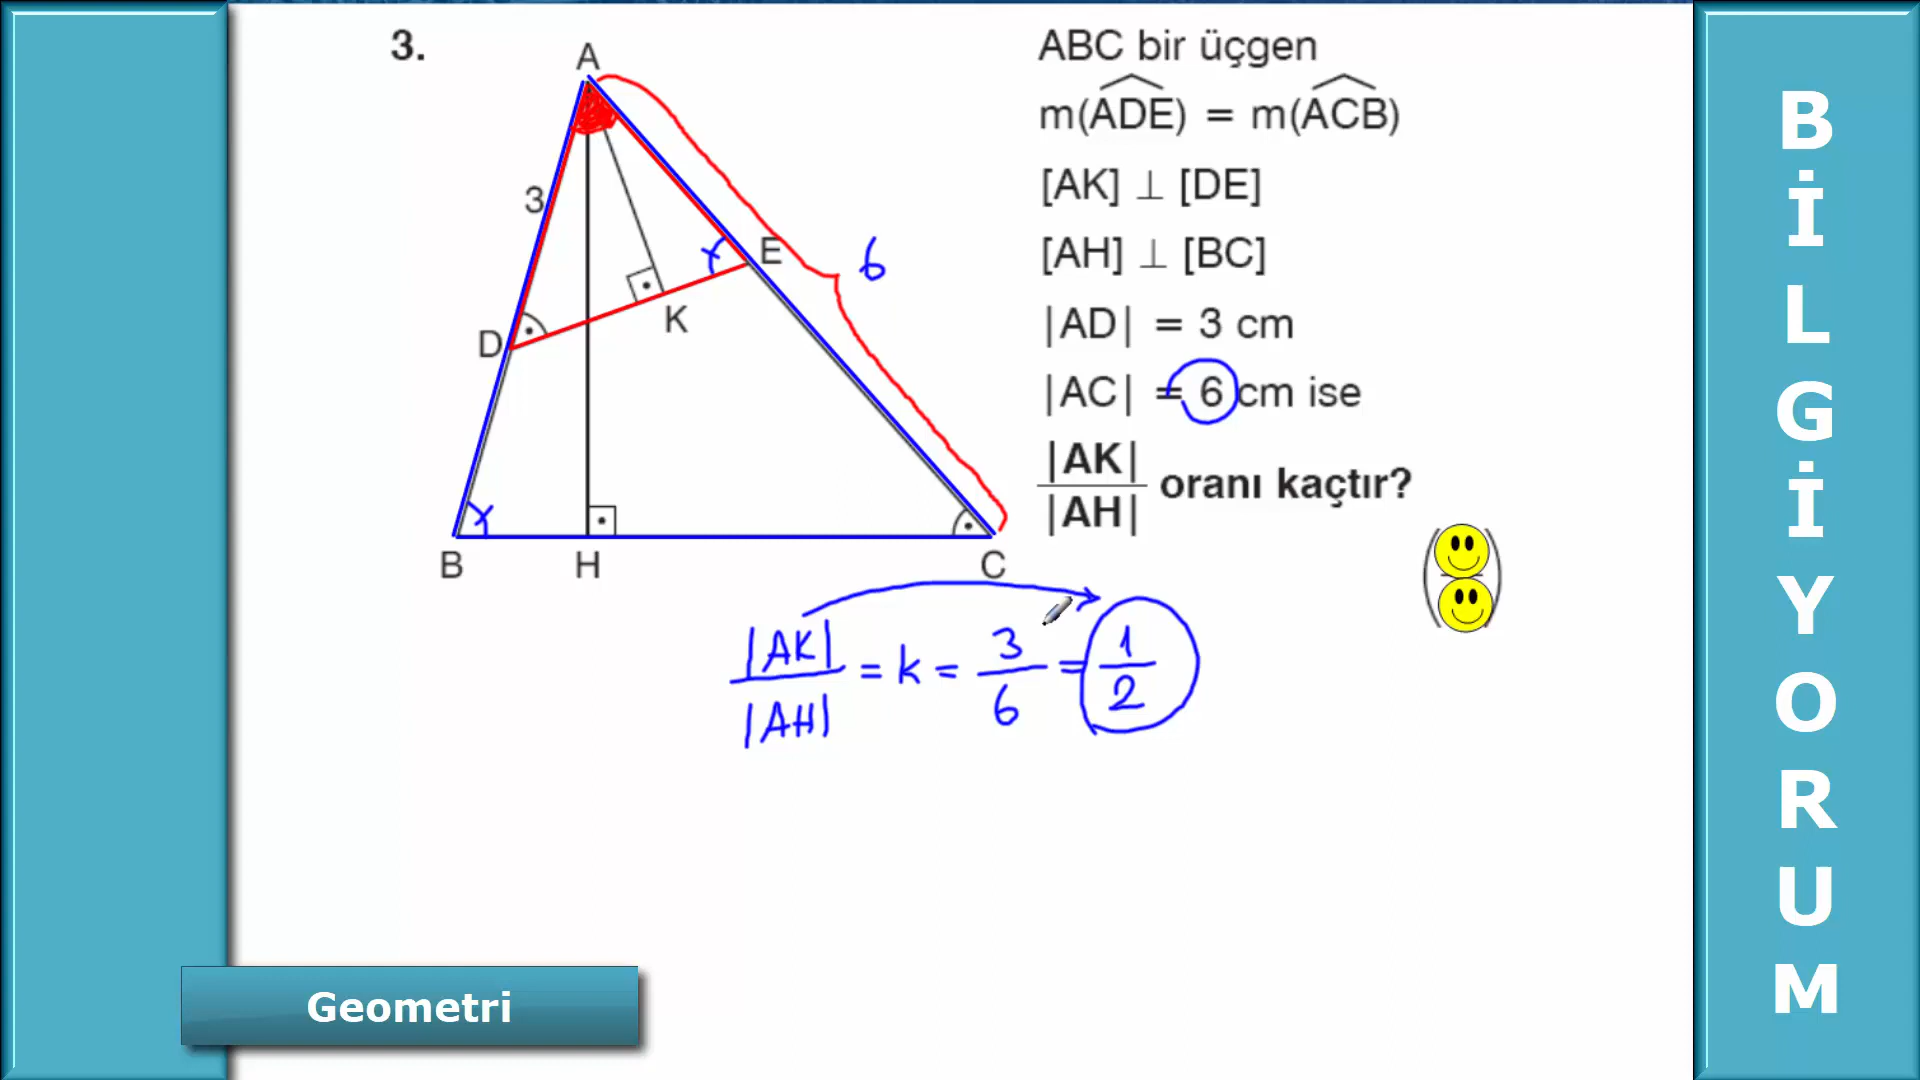 3.
A
3
E
6
K
D
x
x
B
H
C
ABC bir üçgen
m(ADE) = m(ACB)
[AK] ⊥ [DE]
[AH] ⊥ [BC]
|AD| = 3 cm
|AC| = 6 cm ise
|AK|
|AH| oranı kaçtır?
|AK| / |AH| = k = 3/6 = 1/2
Geometri
BİLGİYORUM